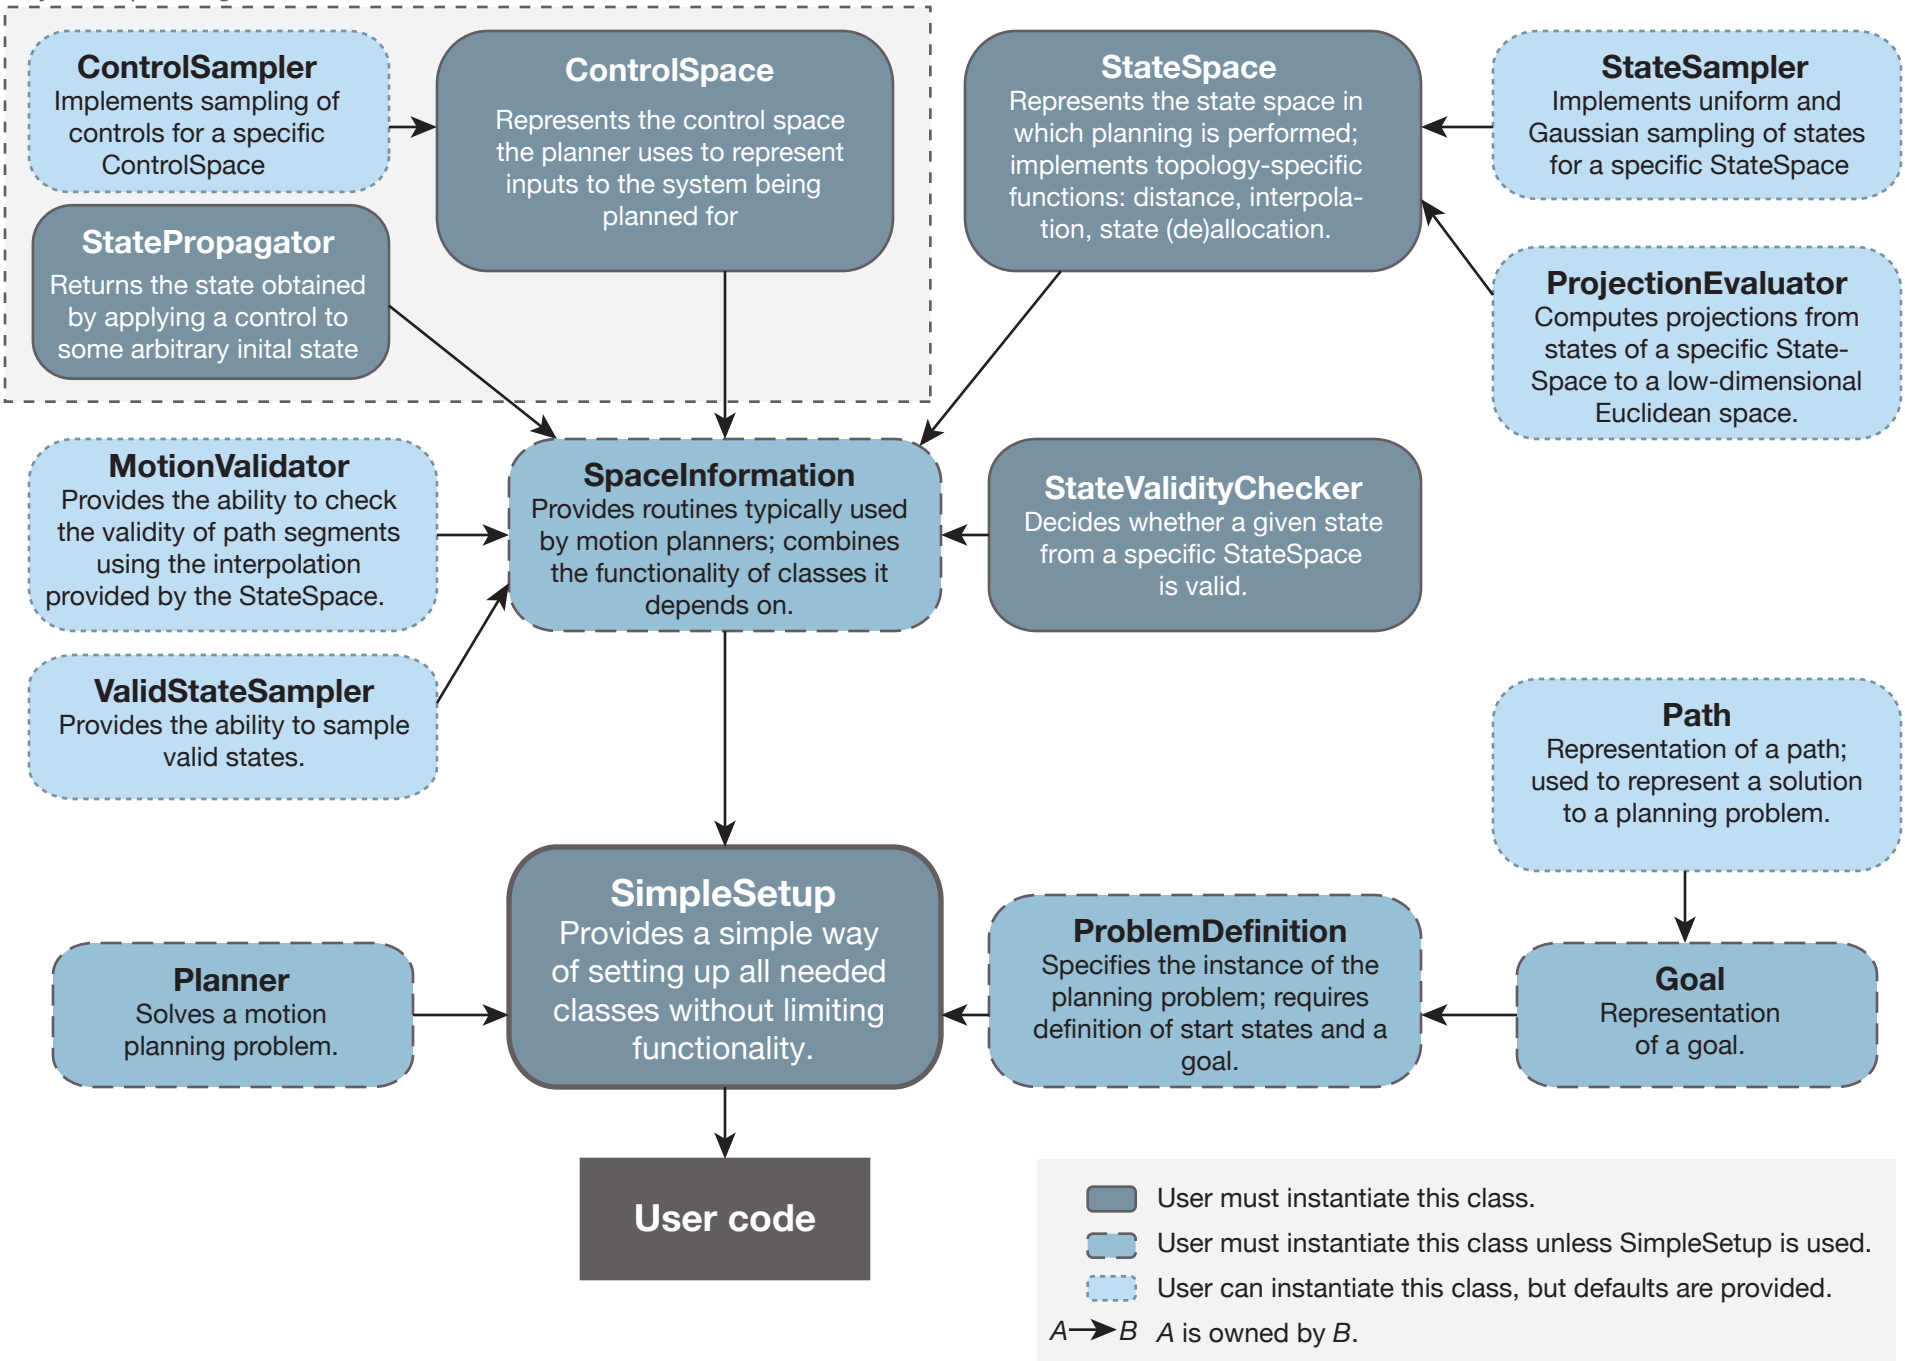 ControlSampler
Implements sampling of
controls for a specific
ControlSpace
ControlSpace
Represents the control space
the planner uses to represent
inputs to the system being
planned for
StateSpace
Represents the state space in
which planning is performed;
implements topology-specific
functions: distance, interpola-
tion, state (de)allocation.
StateSampler
Implements uniform and
Gaussian sampling of states
for a specific StateSpace
StatePropagator
Returns the state obtained
by applying a control to
some arbitrary inital state
ProjectionEvaluator
Computes projections from
states of a specific State-
Space to a low-dimensional
Euclidean space.
MotionValidator
Provides the ability to check
the validity of path segments
using the interpolation
provided by the StateSpace.
SpaceInformation
Provides routines typically used
by motion planners; combines
the functionality of classes it
depends on.
StateValidityChecker
Decides whether a given state
from a specific StateSpace
is valid.
ValidStateSampler
Provides the ability to sample
valid states.
Path
Representation of a path;
used to represent a solution
to a planning problem.
SimpleSetup
Provides a simple way
of setting up all needed
classes without limiting
functionality.
Planner
Solves a motion
planning problem.
ProblemDefinition
Specifies the instance of the
planning problem; requires
definition of start states and a
goal.
Goal
Representation
of a goal.
User code
User must instantiate this class.
User must instantiate this class unless SimpleSetup is used.
User can instantiate this class, but defaults are provided.
A B A is owned by B.